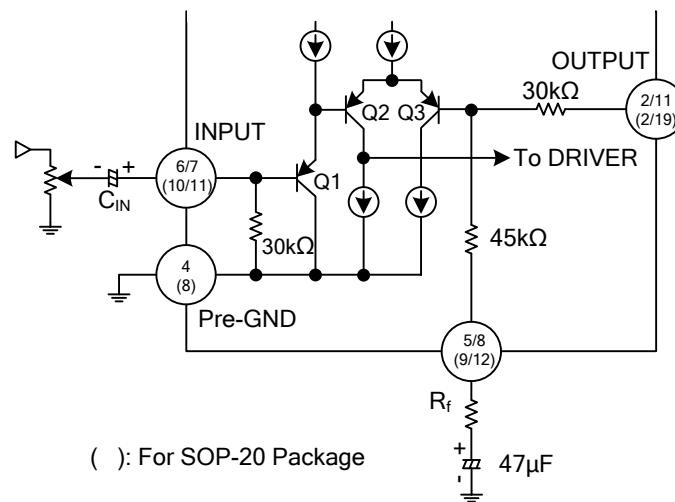 OUTPUT
30kΩ
2/11
(2/19)
Q2
Q3
INPUT
6/7
(10/11)
To DRIVER
- +
C_IN
Q1
30kΩ
45kΩ
4
(8)
Pre-GND
5/8
(9/12)
R_f
+
47µF
-
( ): For SOP-20 Package